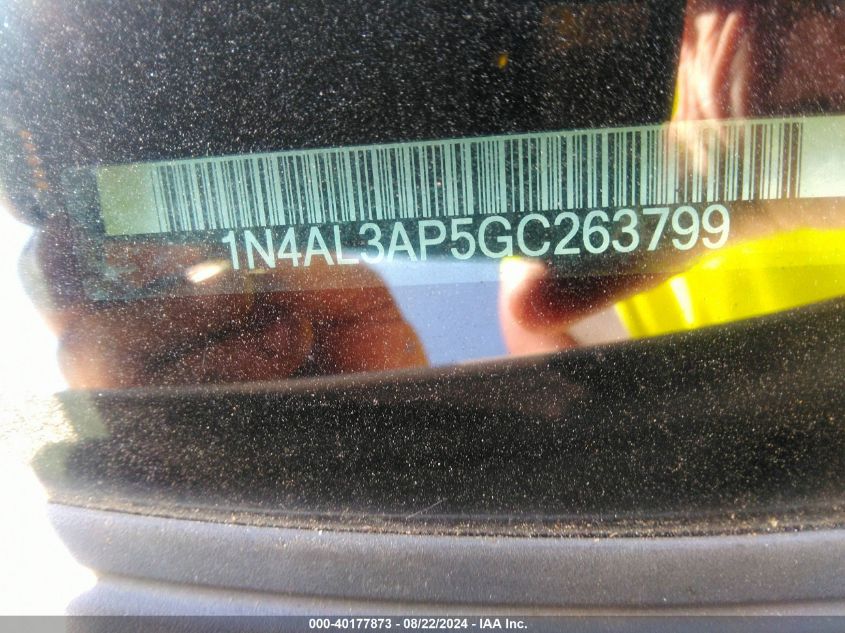 1N4AL3AP5GC263799
000-40177873 - 08/22/2024 - IAA Inc.